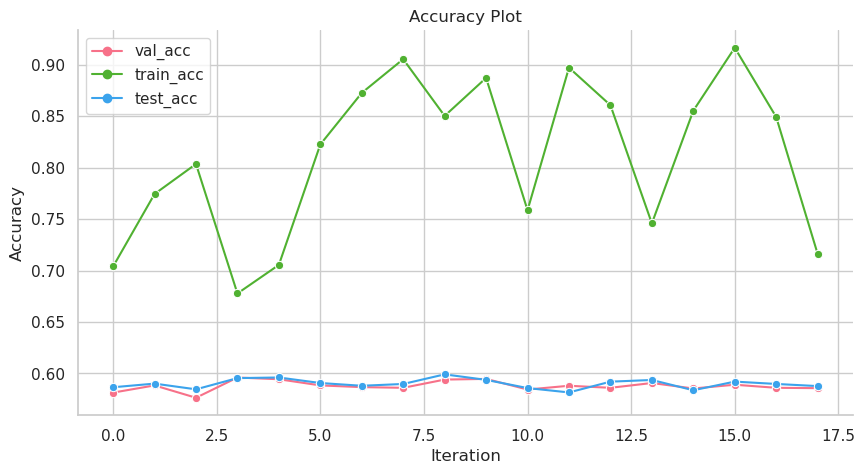 Accuracy Plot
val_acc
train_acc
test_acc
0.90
0.85
0.80
0.75
0.70
0.65
0.60
Accuracy
0.0 2.5 5.0 7.5 10.0 12.5 15.0 17.5
Iteration